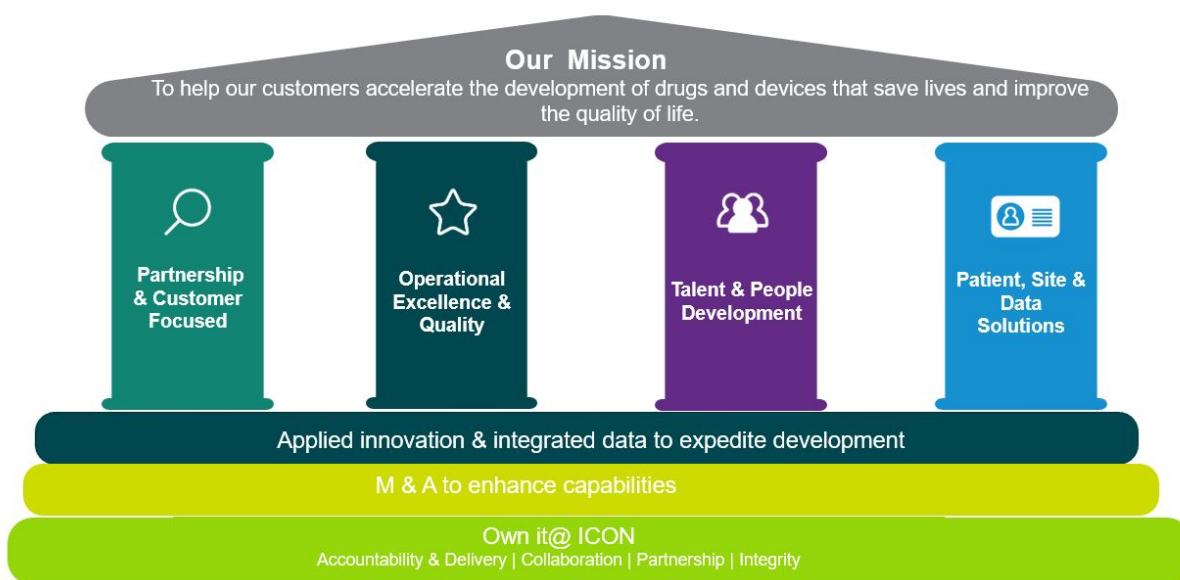 Our Mission
To help our customers accelerate the development of drugs and devices that save lives and improve
the quality of life.
Partnership
& Customer
Focused
Operational
Excellence &
Quality
Talent & People
Development
Patient, Site &
Data
Solutions
Applied innovation & integrated data to expedite development
M & A to enhance capabilities
Own it@ ICON
Accountability & Delivery | Collaboration | Partnership | Integrity